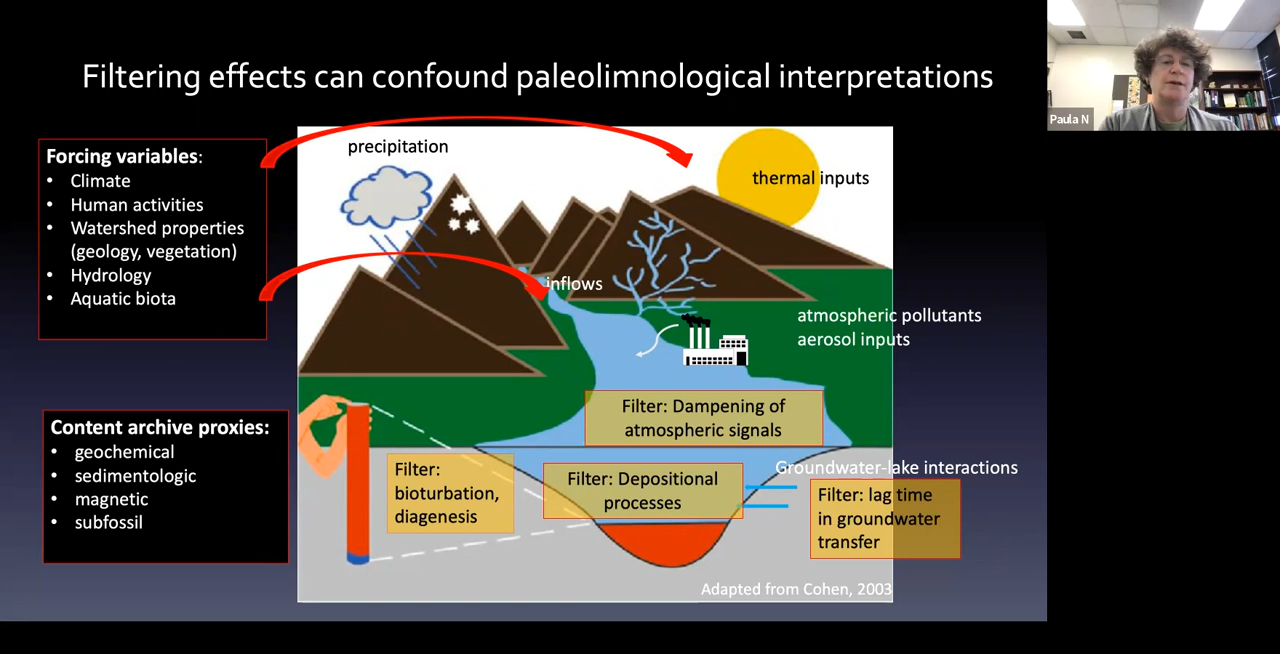 Filtering effects can confound paleolimnological interpretations
Paula N
Forcing variables:
• Climate
• Human activities
• Watershed properties
(geology, vegetation)
• Hydrology
• Aquatic biota
precipitation
thermal inputs
inflows
atmospheric pollutants
aerosol inputs
Filter: Dampening of
atmospheric signals
Content archive proxies:
• geochemical
• sedimentologic
• magnetic
• subfossil
Filter:
bioturbation,
diagenesis
Filter: Depositional
processes
Groundwater-lake interactions
Filter: lag time
in groundwater
transfer
Adapted from Cohen, 2003